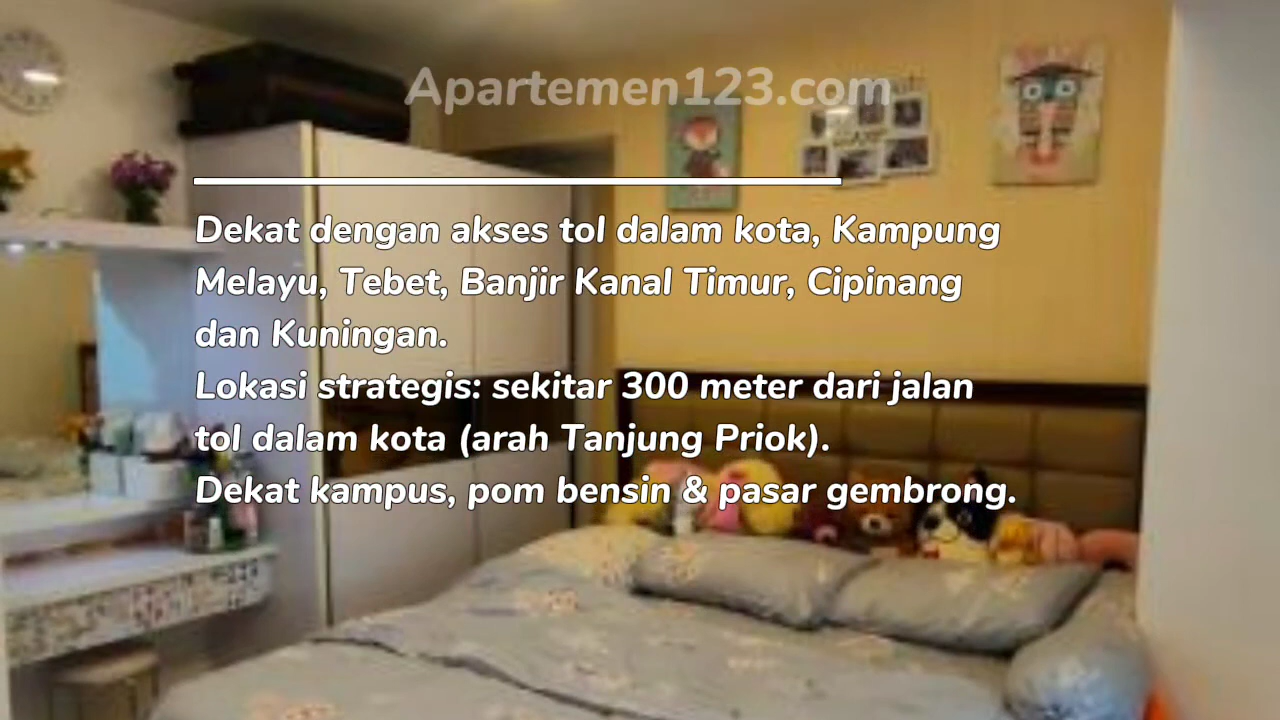 Apartemen123.com
Dekat dengan akses tol dalam kota, Kampung
Melayu, Tebet, Banjir Kanal Timur, Cipinang
dan Kuningan.
Lokasi strategis: sekitar 300 meter dari jalan
tol dalam kota (arah Tanjung Priok).
Dekat kampus, pom bensin & pasar gembrong.